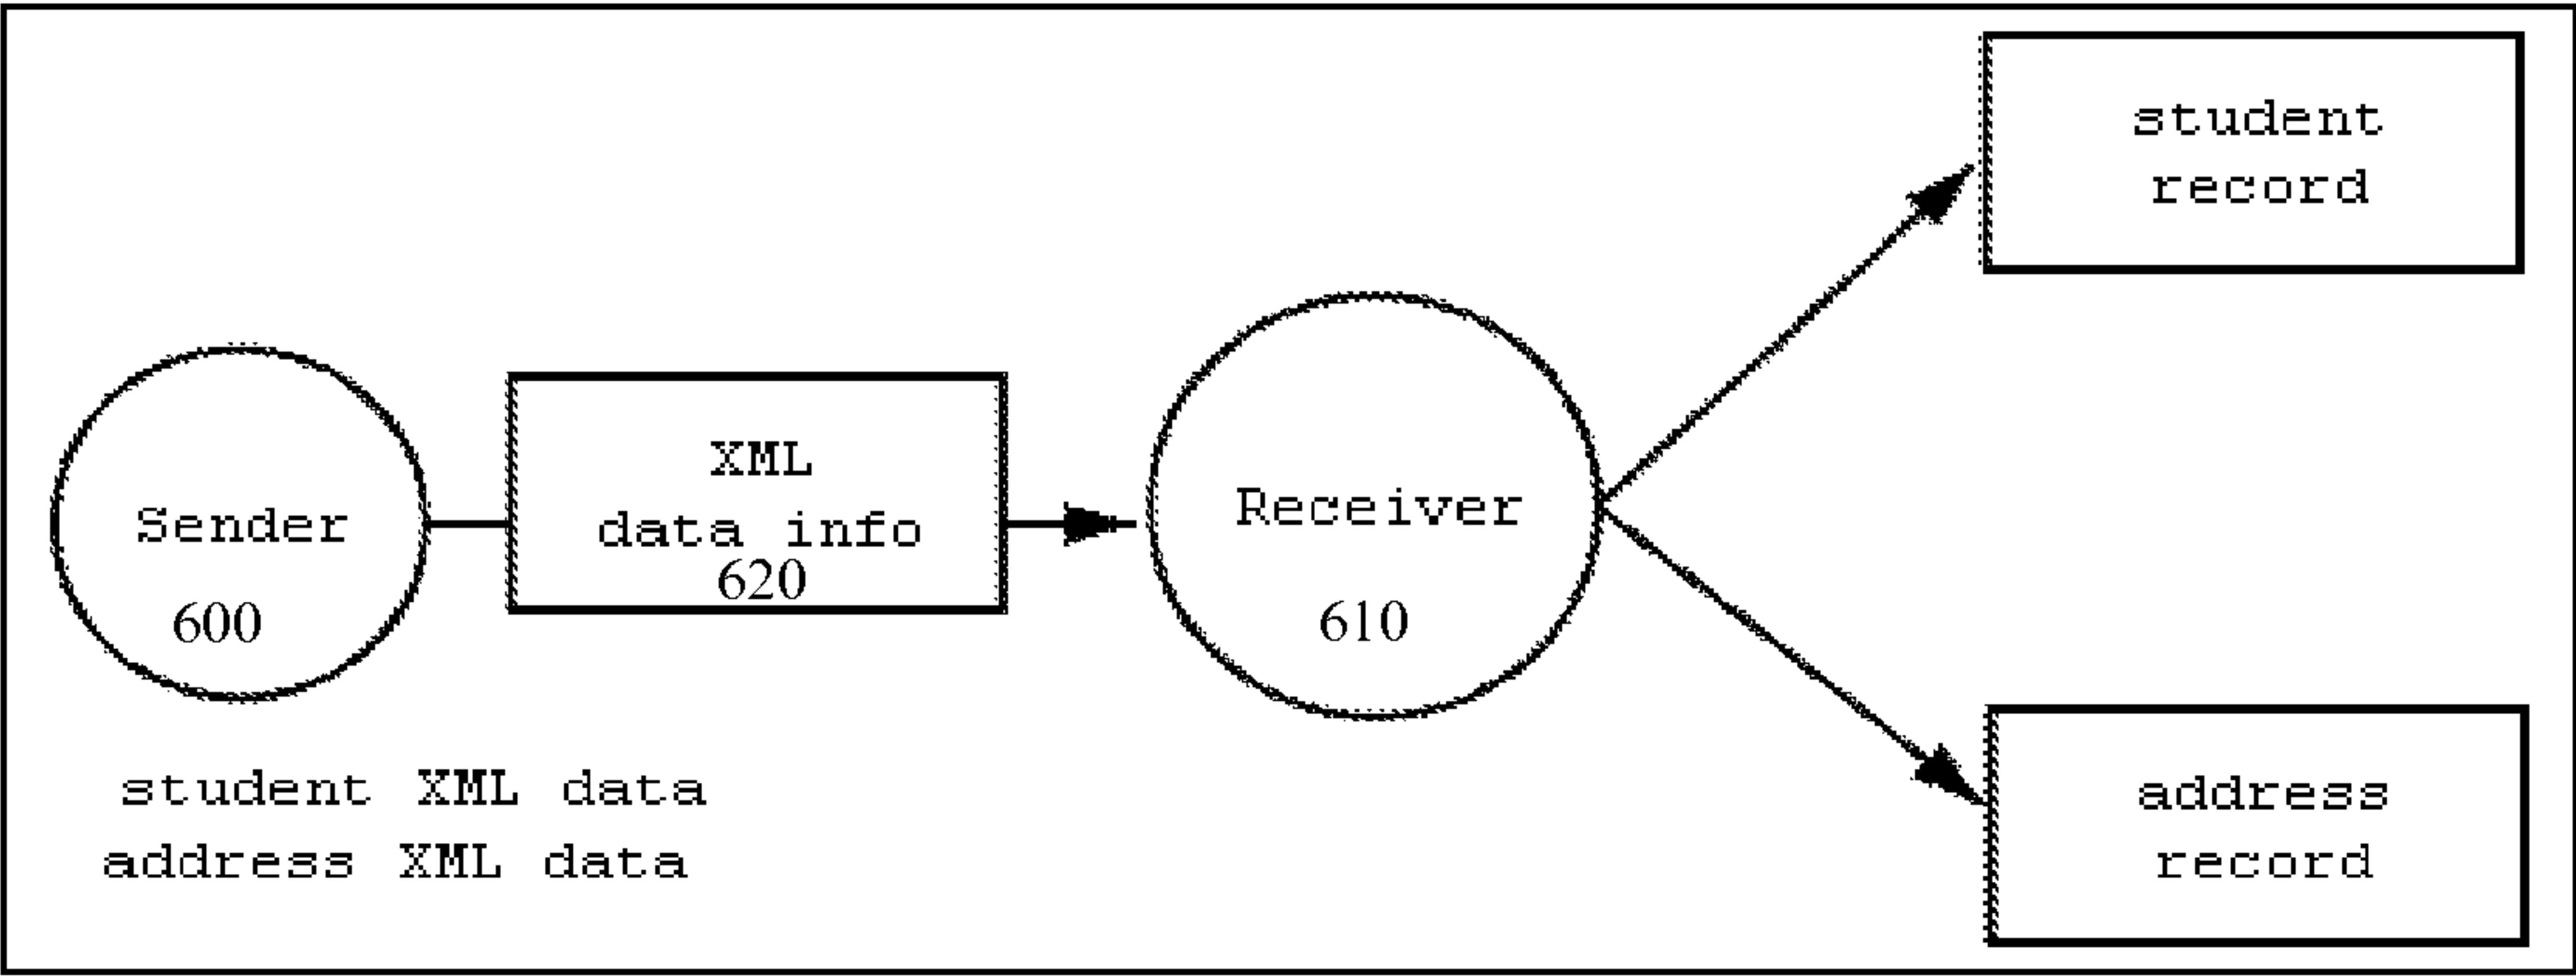 student
record
XML
data info
620
Sender
600
Receiver
610
student XML data
address XML data
address
record